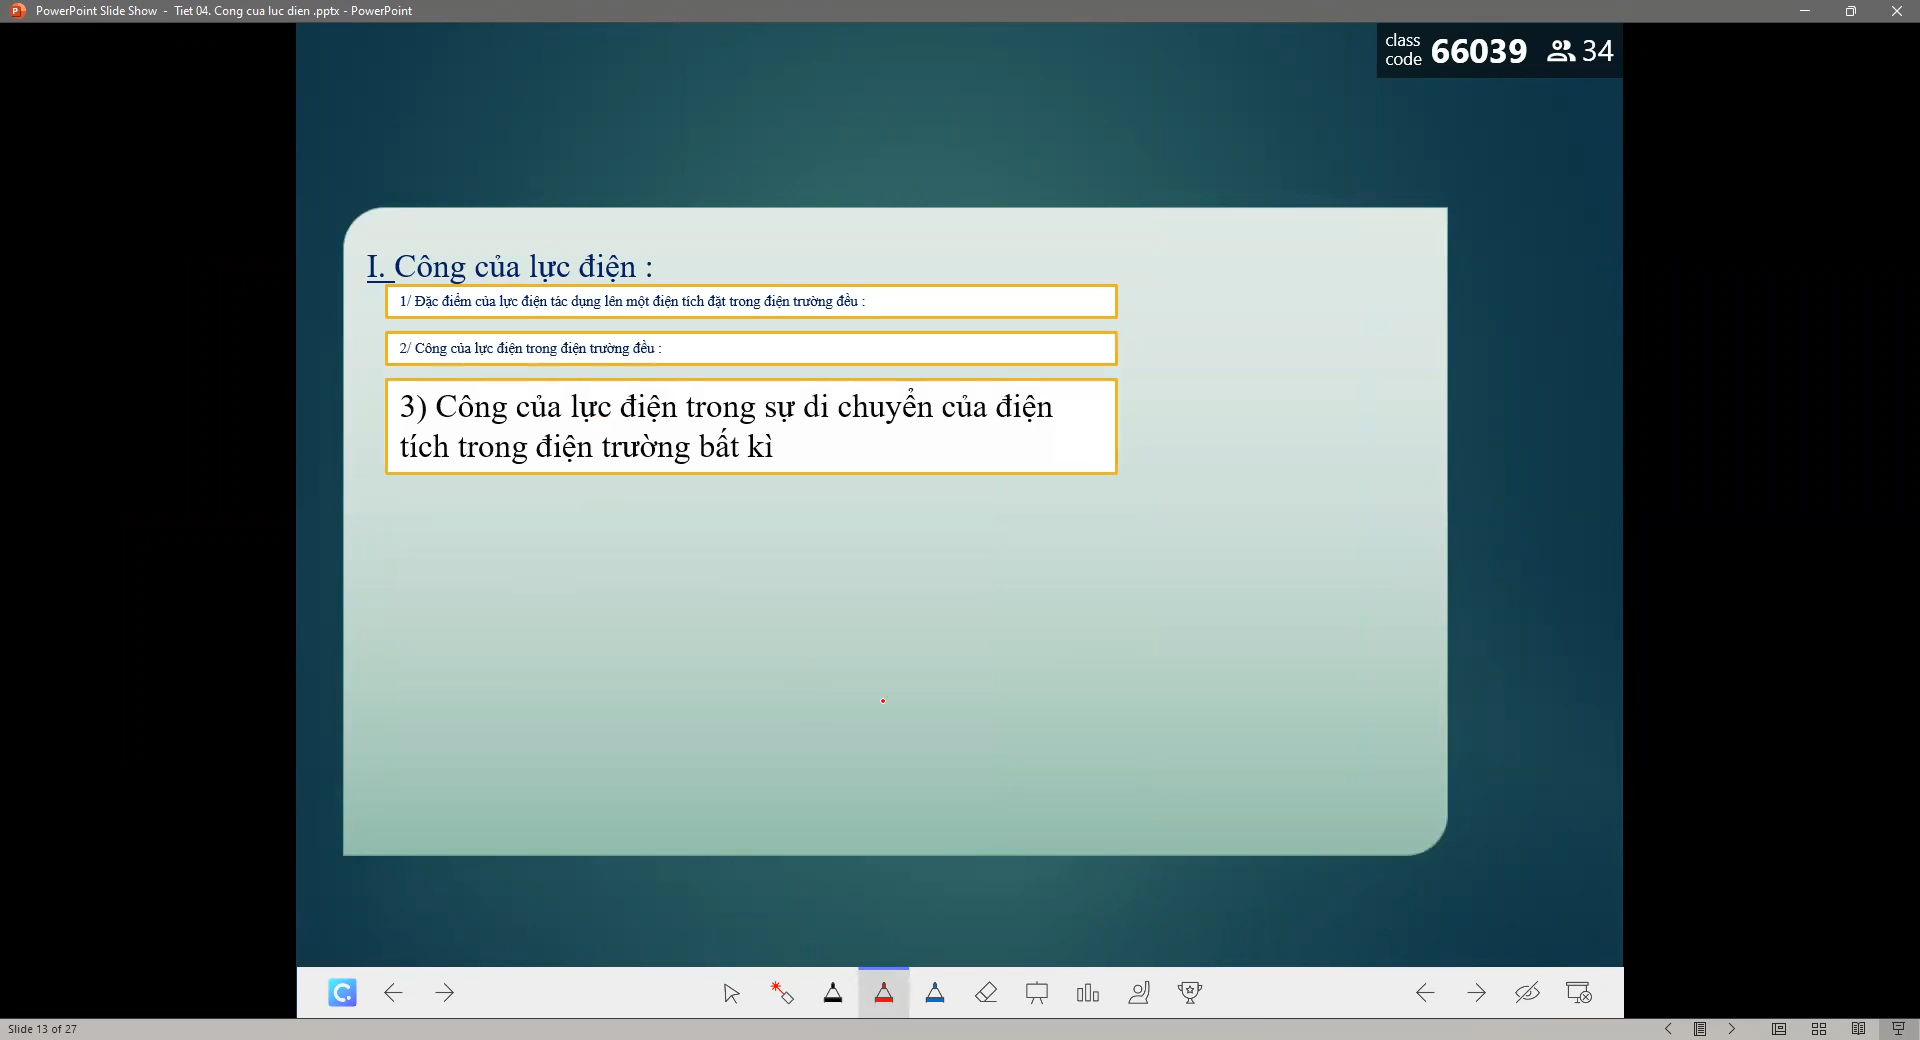 PowerPoint Slide Show - Tiet 04. Cong cua luc dien .pptx - PowerPoint
class code 66039 34
I. Công của lực điện :
1/ Đặc điểm của lực điện tác dụng lên một điện tích đặt trong điện trường đều :
2/ Công của lực điện trong điện trường đều :
3) Công của lực điện trong sự di chuyển của điện
tích trong điện trường bất kì
Slide 13 of 27